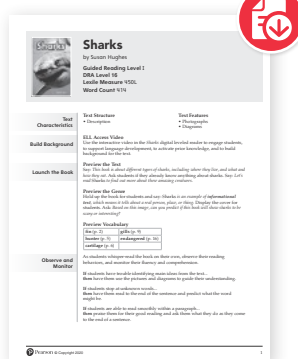 Sharks
Sharks
by Susan Hughes
Guided Reading Level I
DRA Level 16
Lexile Measure 450L
Word Count 474
Text
Characteristics
Text Structure
• Description
Text Features
• Photographs
• Diagrams
Build Background
ELL Access Video
Use the interactive video in the Sharks digital leveled reader to engage students,
to support language development, to activate prior knowledge, and to build
background for the text.
Launch the Book
Preview the Text
Say: This book is about different types of sharks, including where they live, and what and
how they eat. Ask students if they already know anything about sharks. Say: Let's
read Sharks to find out more about these amazing creatures.
Preview the Genre
Hold up the book for students and say: Sharks is an example of informational
text, which means it tells about a real person, place, or thing. Display the cover for
students. Ask: Based on this image, can you predict if this book will show sharks to be
scary or interesting?
Preview Vocabulary
fin (p. 2)
gills (p. 9)
hunter (p. 5)
endangered (p. 16)
cartilage (p. 6)
Observe and
Monitor
As students whisper-read the book on their own, observe their reading
behaviors, and monitor their fluency and comprehension.
If students have trouble identifying main ideas from the text...
then have them use the pictures and diagrams to guide their understanding.
If students stop at unknown words...
then have them read to the end of the sentence and predict what the word
might be.
If students are able to read smoothly within a paragraph...
then praise them for their good reading and ask them what they do as they come
to the end of a sentence.
Pearson © Copyright 2020
1